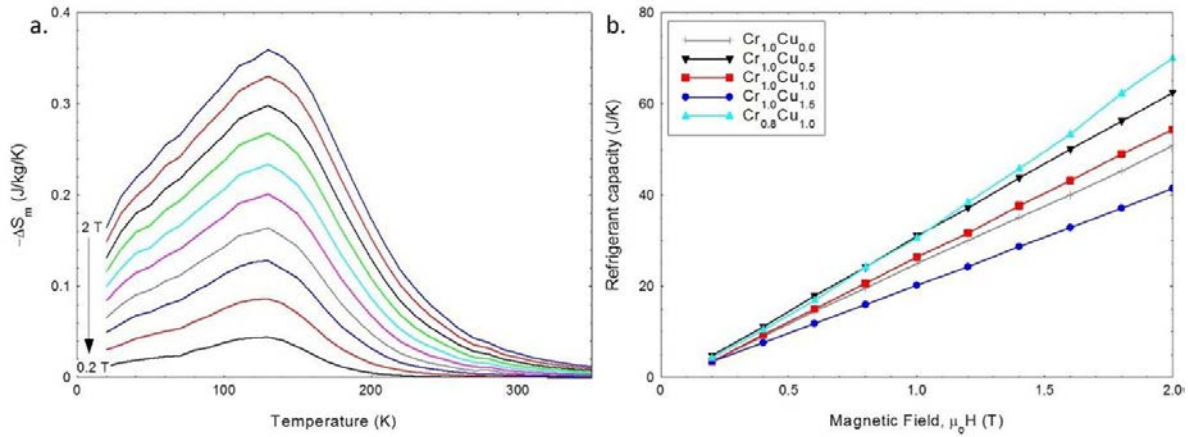 a.
−ΔS_m (J/kg/K)
0.4
0.3
0.2
0.1
0
2 T
0.2 T
0
100
200
300
Temperature (K)
b.
Refrigerant capacity (J/K)
80
60
40
20
0
Cr1.0Cu0.0
Cr1.0Cu0.5
Cr1.0Cu1.0
Cr1.0Cu1.5
Cr0.8Cu1.0
0
0.5
1.0
1.5
2.0
Magnetic Field, μ₀H (T)